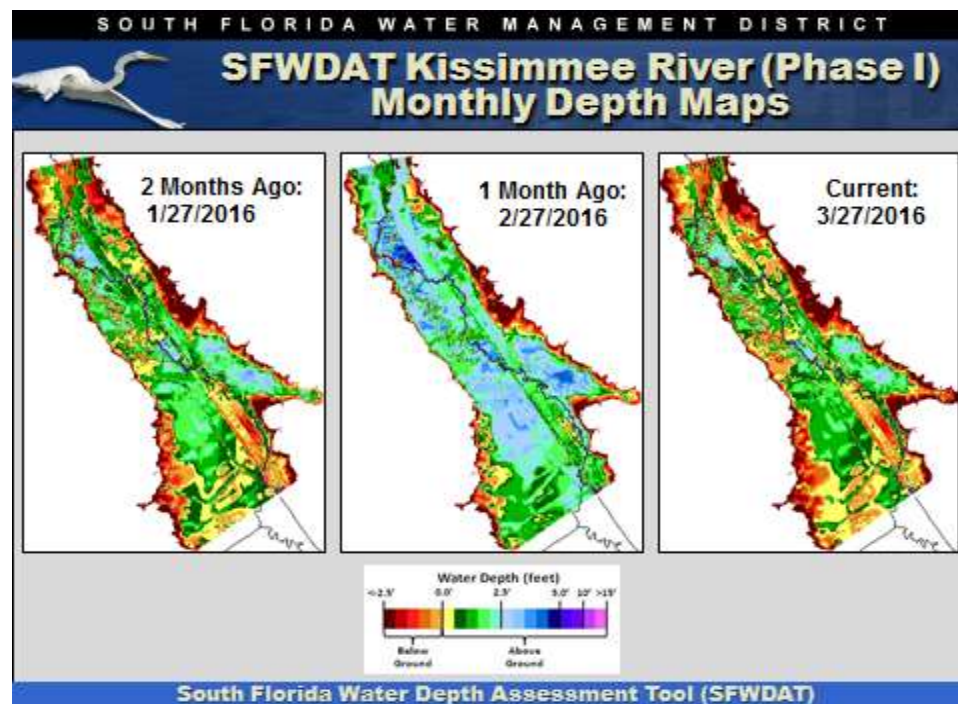 SOUTH FLORIDA WATER MANAGEMENT DISTRICT
SFWDAT Kissimmee River (Phase I)
Monthly Depth Maps
2 Months Ago:
1/27/2016
1 Month Ago:
2/27/2016
Current:
3/27/2016
Water Depth (feet)
<-2.5' 0.0' 2.5' 5.0' 10' >15'
Below
Ground
Above
Ground
South Florida Water Depth Assessment Tool (SFWDAT)